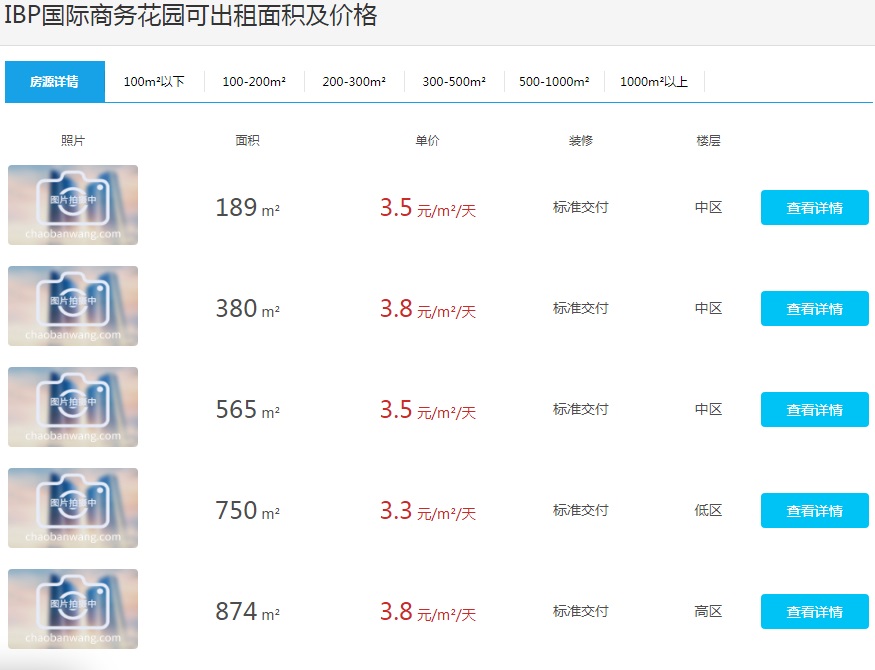 IBP国际商务花园可出租面积及价格
房源详情 100m²以下 100-200m² 200-300m² 300-500m² 500-1000m² 1000m²以上
照片 面积 单价 装修 楼层
图片拍摄中
chaobanwang.com
189 m² 3.5 元/m²/天 标准交付 中区 查看详情
图片拍摄中
chaobanwang.com
380 m² 3.8 元/m²/天 标准交付 中区 查看详情
图片拍摄中
chaobanwang.com
565 m² 3.5 元/m²/天 标准交付 中区 查看详情
图片拍摄中
chaobanwang.com
750 m² 3.3 元/m²/天 标准交付 低区 查看详情
图片拍摄中
chaobanwang.com
874 m² 3.8 元/m²/天 标准交付 高区 查看详情